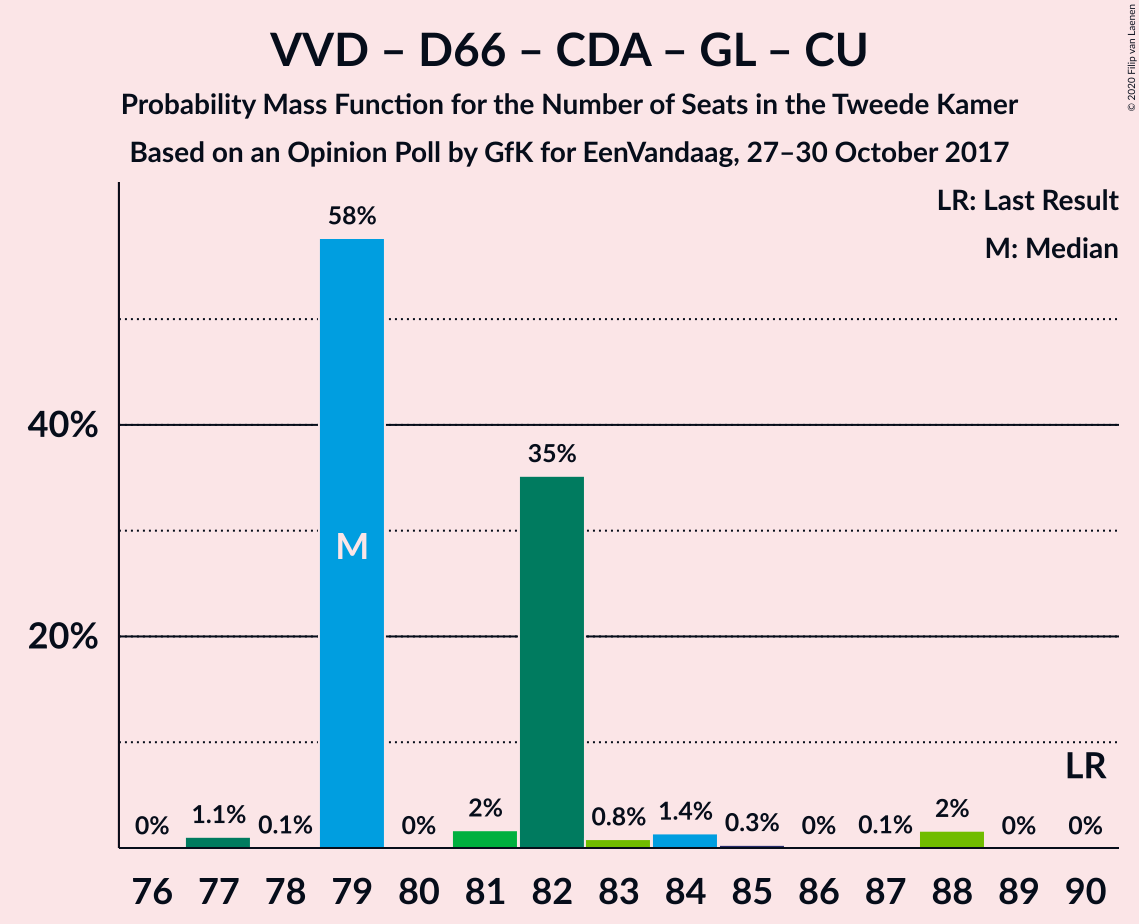 VVD – D66 – CDA – GL – CU
Probability Mass Function for the Number of Seats in the Tweede Kamer
Based on an Opinion Poll by GfK for EenVandaag, 27–30 October 2017
© 2020 Filip van Laenen
LR: Last Result
M: Median
58%
40%
35%
M
20%
LR
0% 1.1% 0.1% 0% 2% 0.8% 1.4% 0.3% 0% 0.1% 2% 0% 0%
76 77 78 79 80 81 82 83 84 85 86 87 88 89 90